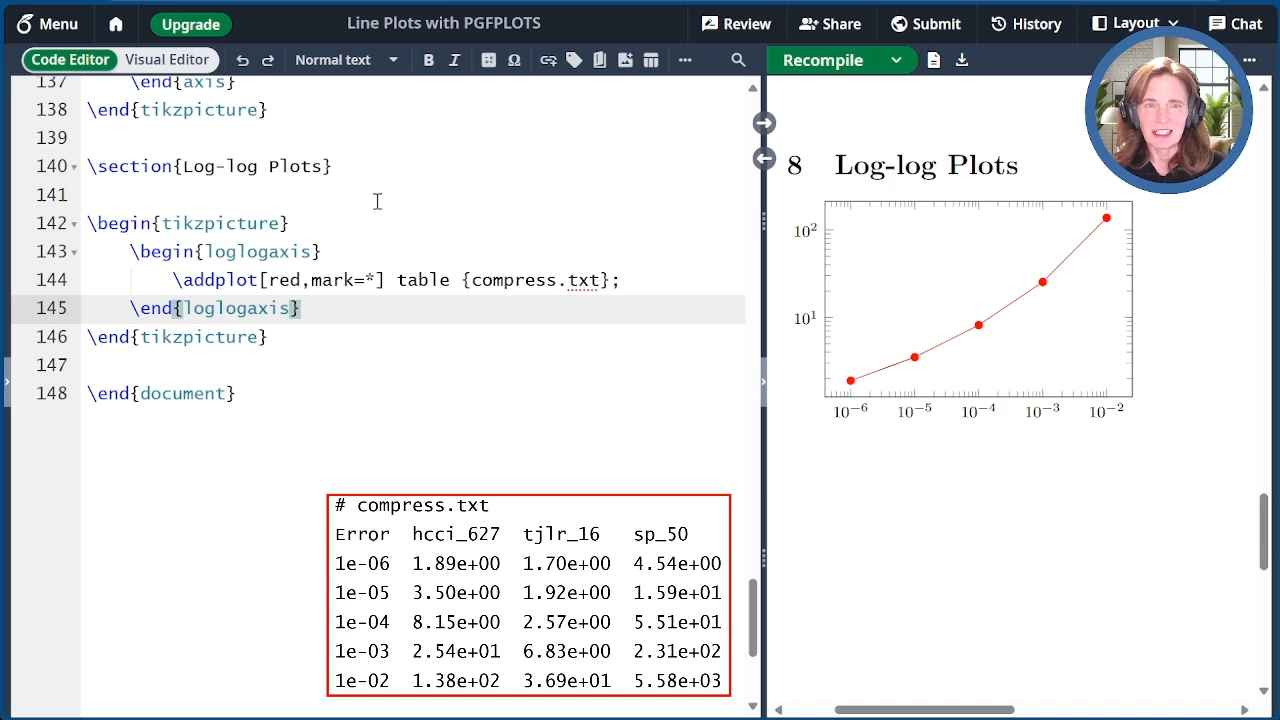 Menu Upgrade Line Plots with PGFPLOTS Review Share Submit History Layout Chat
Code Editor Visual Editor Normal text B I Ω Recompile
137 \end{axis}
138 \end{tikzpicture}
139
140 \section{Log-log Plots}
141
142 \begin{tikzpicture}
143 \begin{loglogaxis}
144 \addplot[red,mark=*] table {compress.txt};
145 \end{loglogaxis}
146 \end{tikzpicture}
147
148 \end{document}
# compress.txt
Error hcci_627 tjlr_16 sp_50
1e-06 1.89e+00 1.70e+00 4.54e+00
1e-05 3.50e+00 1.92e+00 1.59e+01
1e-04 8.15e+00 2.57e+00 5.51e+01
1e-03 2.54e+01 6.83e+00 2.31e+02
1e-02 1.38e+02 3.69e+01 5.58e+03
8 Log-log Plots
10²
10¹
10⁻⁶ 10⁻⁵ 10⁻⁴ 10⁻³ 10⁻²